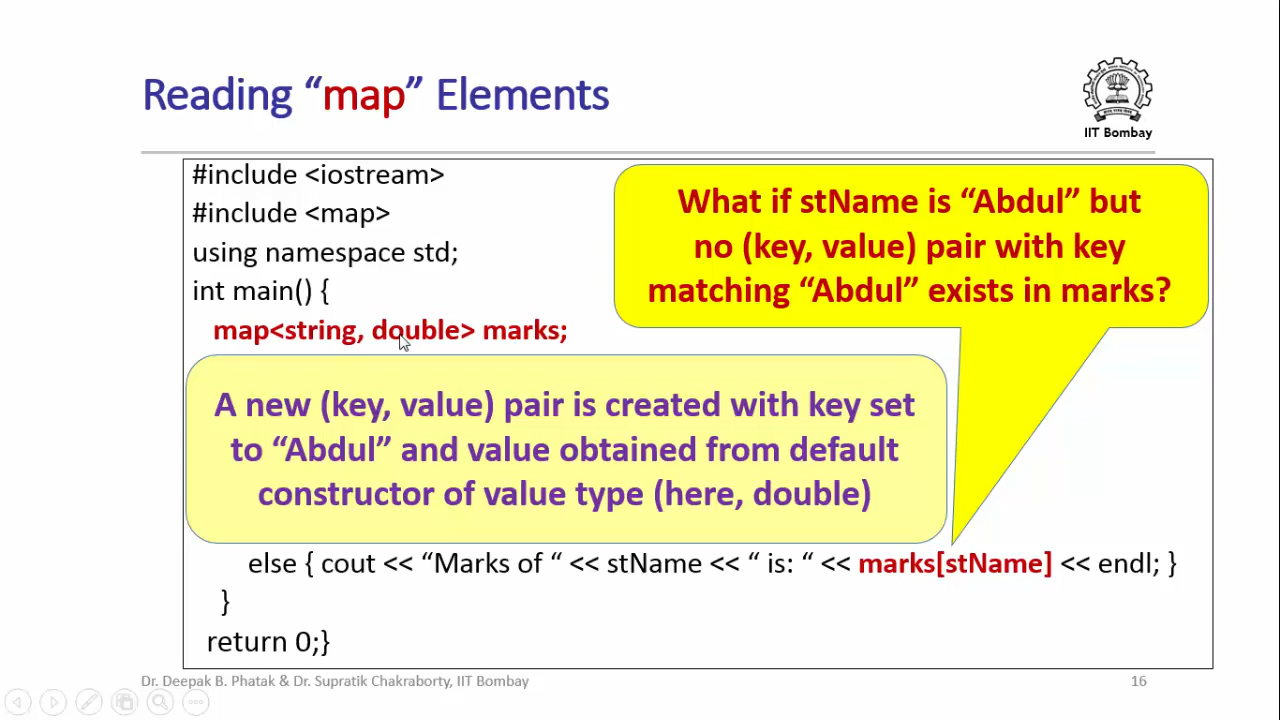 Reading “map” Elements
IIT Bombay
#include <iostream>
#include <map>
using namespace std;
int main() {
map<string, double> marks;
What if stName is “Abdul” but
no (key, value) pair with key
matching “Abdul” exists in marks?
A new (key, value) pair is created with key set
to “Abdul” and value obtained from default
constructor of value type (here, double)
else { cout << “Marks of “ << stName << “ is: “ << marks[stName] << endl; }
}
return 0;}
Dr. Deepak B. Phatak & Dr. Supratik Chakraborty, IIT Bombay
16